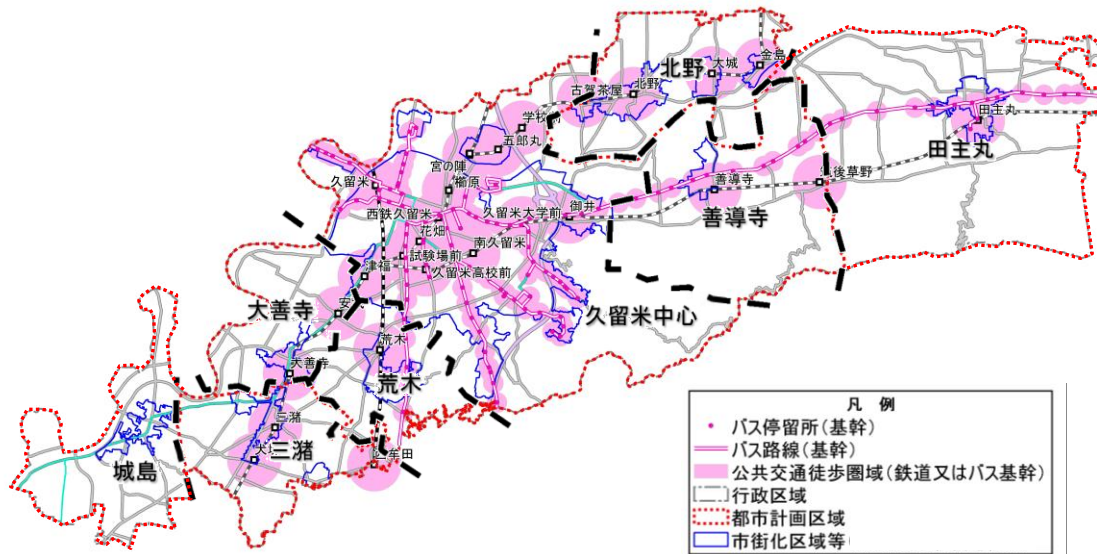 北野
大城
金島
古賀茶屋
北野
学校
五郎丸
宮の陣
櫛原
久留米
西鉄久留米
久留米大学前
御井
花畑
南久留米
試験場前
津福
久留米高校前
田主丸
田主丸
善導寺
善導寺
筑後草野
久留米中心
大善寺
安
荒木
荒木
大善寺
三潴
三潴
犬
牟田
城島
凡 例
バス停留所(基幹)
バス路線(基幹)
公共交通徒歩圏域(鉄道又はバス基幹)
行政区域
都市計画区域
市街化区域等